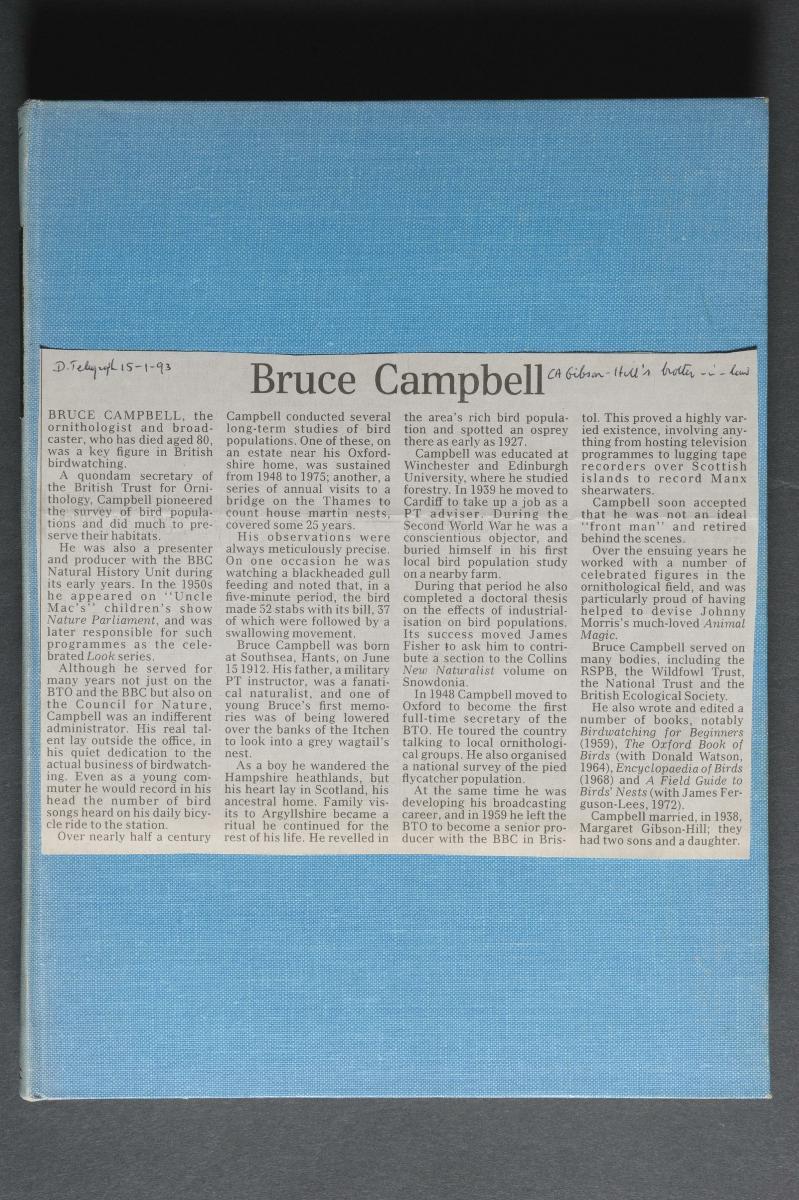 D. Telegraph 15-1-93
Bruce Campbell
CA Gibson-Hill's brother-in-law
BRUCE CAMPBELL, the
ornithologist and broad-
caster, who has died aged 80,
was a key figure in British
birdwatching.
A quondam secretary of
the British Trust for Orni-
thology, Campbell pioneered
the survey of bird popula-
tions and did much to pre-
serve their habitats.
He was also a presenter
and producer with the BBC
Natural History Unit during
its early years. In the 1950s
he appeared on "Uncle
Mac's" children's show
Nature Parliament, and was
later responsible for such
programmes as the cele-
brated Look series.
Although he served for
many years not just on the
BTO and the BBC but also on
the Council for Nature,
Campbell was an indifferent
administrator. His real tal-
ent lay outside the office, in
his quiet dedication to the
actual business of birdwatch-
ing. Even as a young com-
muter he would record in his
head the number of bird
songs heard on his daily bicy-
cle ride to the station.
Over nearly half a century
Campbell conducted several
long-term studies of bird
populations. One of these, on
an estate near his Oxford-
shire home, was sustained
from 1948 to 1975; another, a
series of annual visits to a
bridge on the Thames to
count house martin nests,
covered some 25 years.
His observations were
always meticulously precise.
On one occasion he was
watching a blackheaded gull
feeding and noted that, in a
five-minute period, the bird
made 52 stabs with its bill, 37
of which were followed by a
swallowing movement.
Bruce Campbell was born
at Southsea, Hants, on June
15 1912. His father, a military
PT instructor, was a fanati-
cal naturalist, and one of
young Bruce's first memo-
ries was of being lowered
over the banks of the Itchen
to look into a grey wagtail's
nest.
As a boy he wandered the
Hampshire heathlands, but
his heart lay in Scotland, his
ancestral home. Family vis-
its to Argyllshire became a
ritual he continued for the
rest of his life. He revelled in
the area's rich bird popula-
tion and spotted an osprey
there as early as 1927.
Campbell was educated at
Winchester and Edinburgh
University, where he studied
forestry. In 1939 he moved to
Cardiff to take up a job as a
PT adviser. During the
Second World War he was a
conscientious objector, and
buried himself in his first
local bird population study
on a nearby farm.
During that period he also
completed a doctoral thesis
on the effects of industrial-
isation on bird populations.
Its success moved James
Fisher to ask him to contri-
bute a section to the Collins
New Naturalist volume on
Snowdonia.
In 1948 Campbell moved to
Oxford to become the first
full-time secretary of the
BTO. He toured the country
talking to local ornithologi-
cal groups. He also organised
a national survey of the pied
flycatcher population.
At the same time he was
developing his broadcasting
career, and in 1959 he left the
BTO to become a senior pro-
ducer with the BBC in Bris-
tol. This proved a highly var-
ied existence, involving any-
thing from hosting television
programmes to lugging tape
recorders over Scottish
islands to record Manx
shearwaters.
Campbell soon accepted
that he was not an ideal
"front man" and retired
behind the scenes.
Over the ensuing years he
worked with a number of
celebrated figures in the
ornithological field, and was
particularly proud of having
helped to devise Johnny
Morris's much-loved Animal
Magic.
Bruce Campbell served on
many bodies, including the
RSPB, the Wildfowl Trust,
the National Trust and the
British Ecological Society.
He also wrote and edited a
number of books, notably
Birdwatching for Beginners
(1959), The Oxford Book of
Birds (with Donald Watson,
1964), Encyclopaedia of Birds
(1968) and A Field Guide to
Birds' Nests (with James Fer-
guson-Lees, 1972).
Campbell married, in 1938,
Margaret Gibson-Hill; they
had two sons and a daughter.